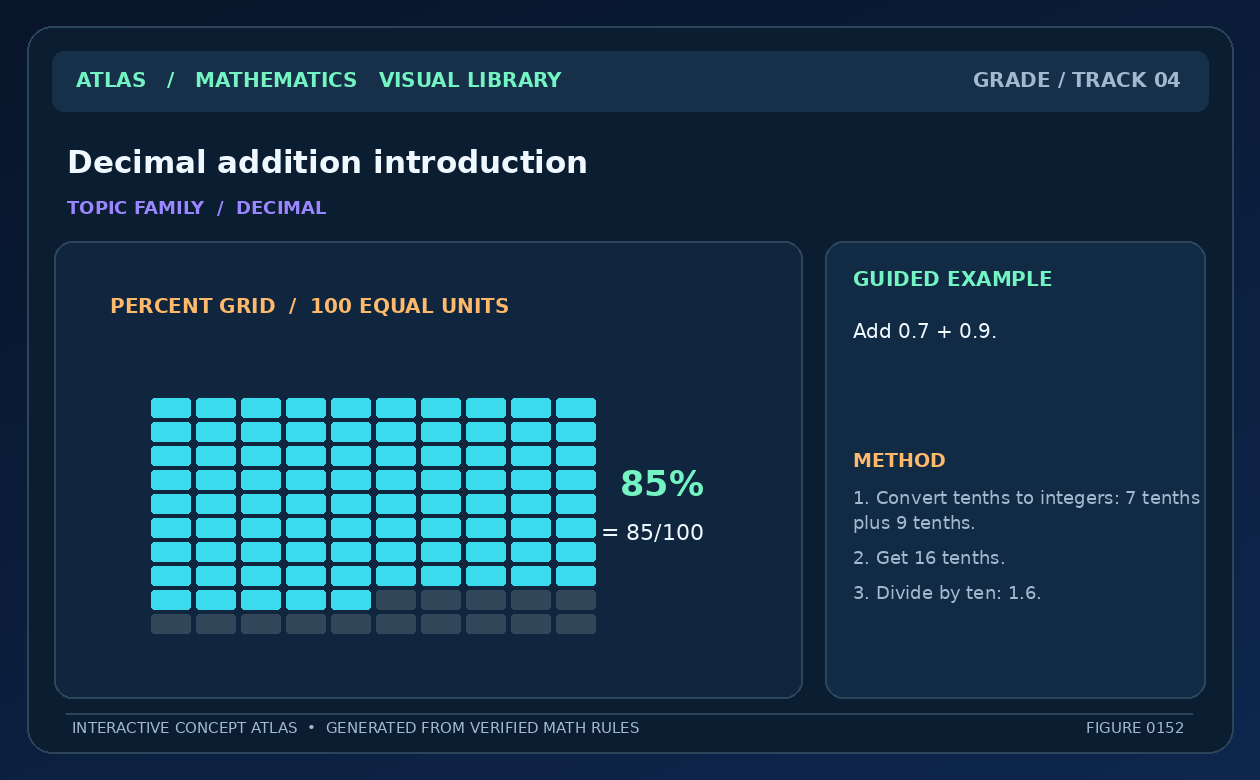 ATLAS / MATHEMATICS VISUAL LIBRARY
GRADE / TRACK 04
Decimal addition introduction
TOPIC FAMILY / DECIMAL
PERCENT GRID / 100 EQUAL UNITS
85%
= 85/100
GUIDED EXAMPLE
Add 0.7 + 0.9.
METHOD
1. Convert tenths to integers: 7 tenths
plus 9 tenths.
2. Get 16 tenths.
3. Divide by ten: 1.6.
INTERACTIVE CONCEPT ATLAS • GENERATED FROM VERIFIED MATH RULES
FIGURE 0152